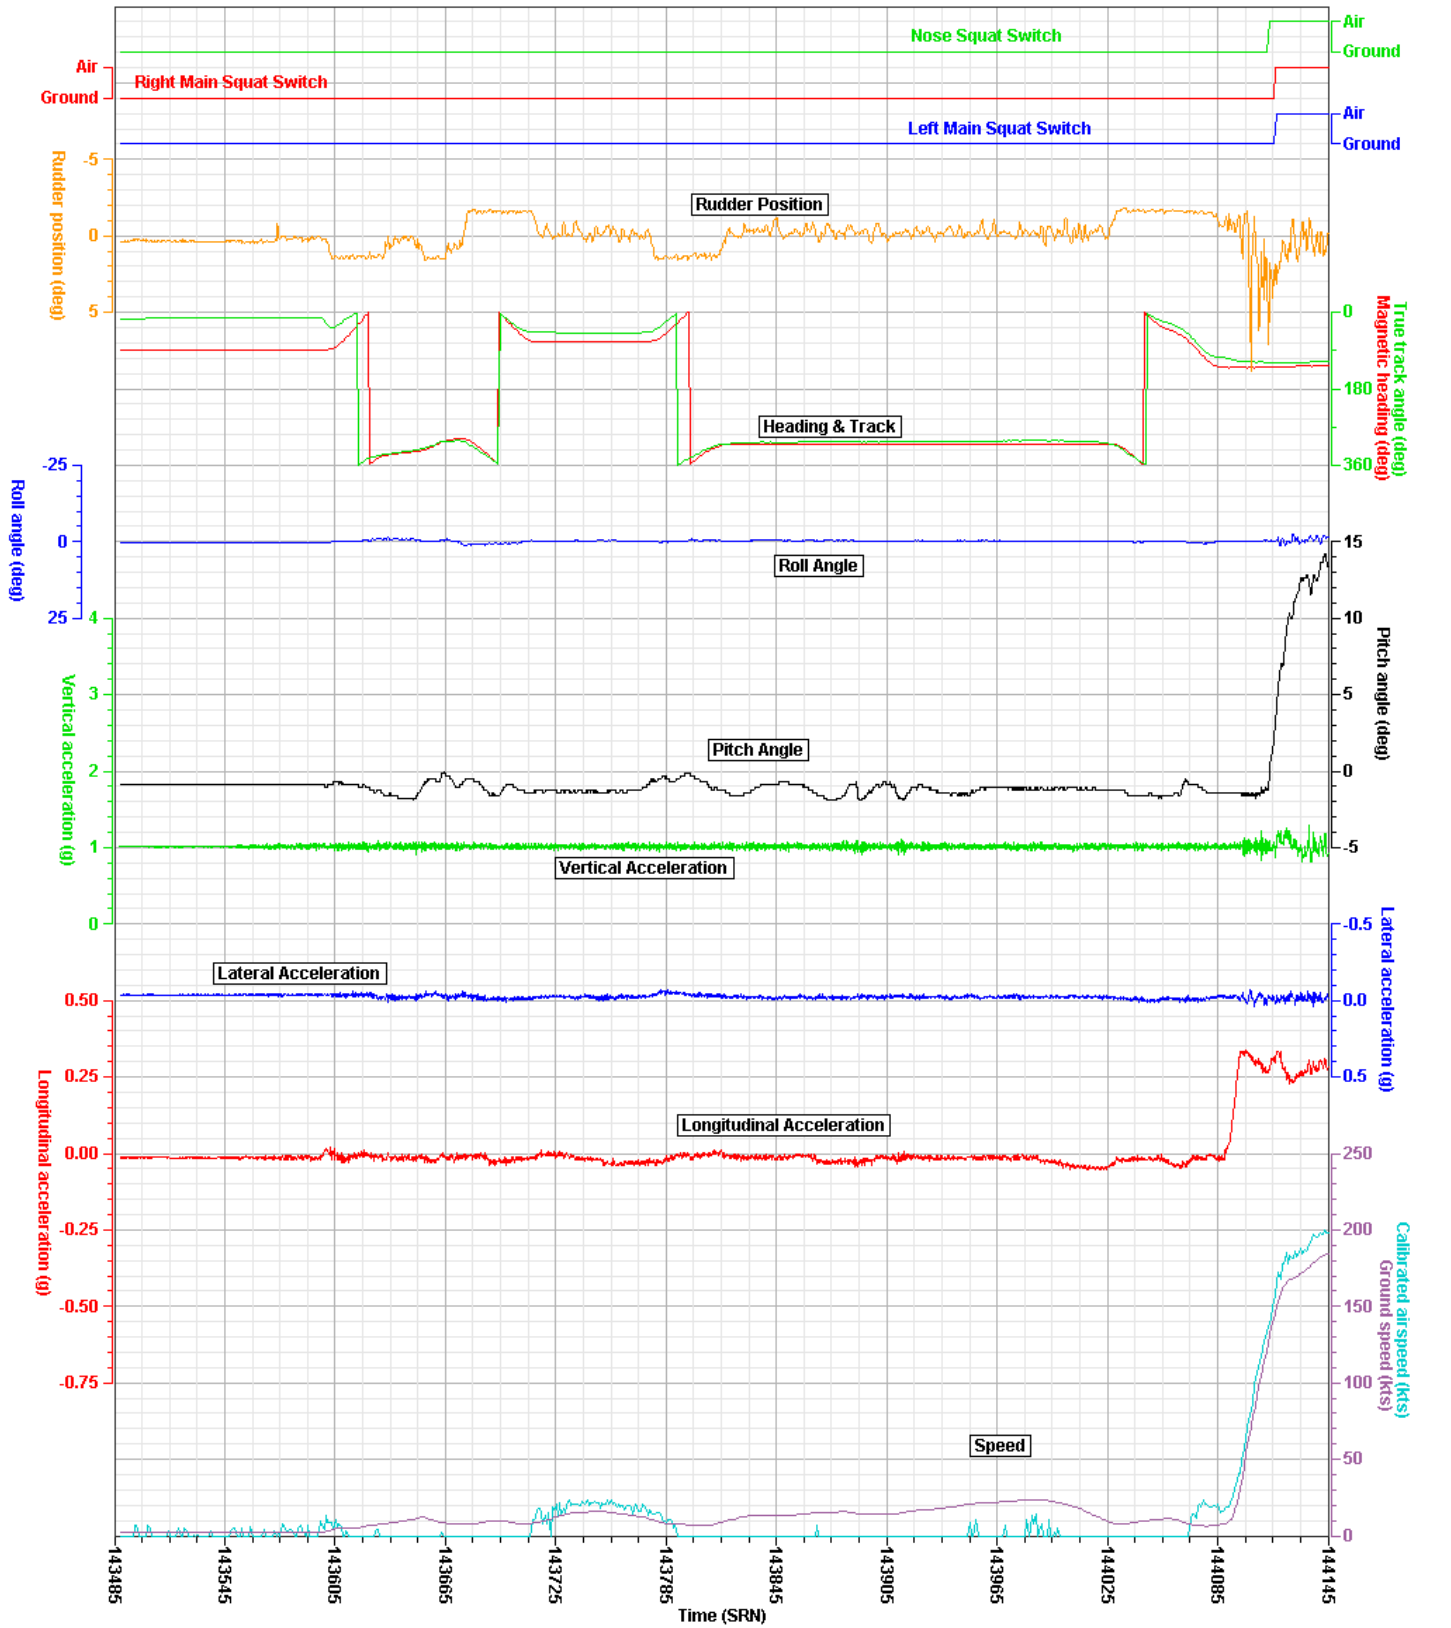 Air
Nose Squat Switch
Ground
Air
Right Main Squat Switch
Ground
Air
Left Main Squat Switch
Ground
-5
0
5
Rudder position (deg)
Rudder Position
0
180
360
True track angle (deg)
Magnetic heading (deg)
Heading & Track
-25
0
25
Roll angle (deg)
Roll Angle
15
10
5
0
-5
Pitch angle (deg)
Pitch Angle
4
3
2
1
0
Vertical acceleration (g)
Vertical Acceleration
-0.5
0.0
0.5
Lateral acceleration (g)
Lateral Acceleration
0.50
0.25
0.00
-0.25
-0.50
-0.75
Longitudinal acceleration (g)
Longitudinal Acceleration
250
200
150
100
50
0
Calibrated airspeed (kts)
Ground speed (kts)
Speed
143485
143545
143605
143665
143725
143785
143845
143905
143965
144025
144085
144145
Time (SRN)